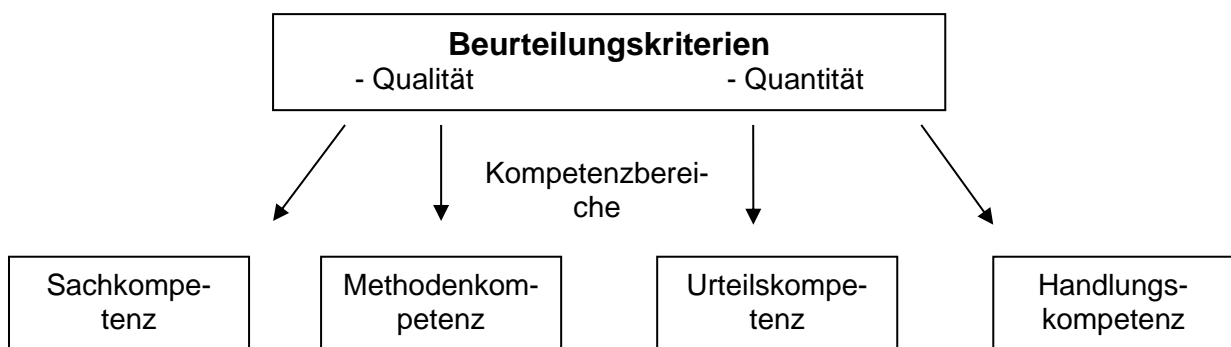 Beurteilungskriterien
- Qualität - Quantität
Kompetenzberei-
che
Sachkompe-
tenz
Methodenkom-
petenz
Urteilskompe-
tenz
Handlungs-
kompetenz